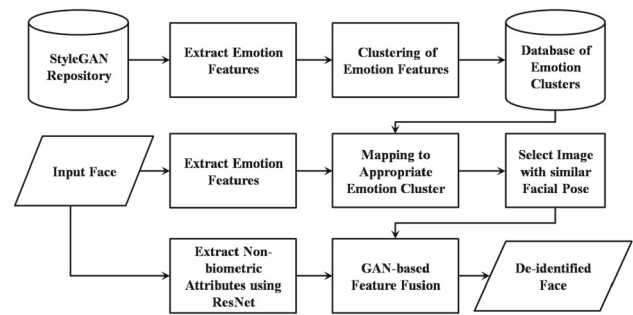 StyleGAN
Repository
Extract Emotion
Features
Clustering of
Emotion Features
Database of
Emotion
Clusters
Input Face
Extract Emotion
Features
Mapping to
Appropriate
Emotion Cluster
Select Image
with similar
Facial Pose
Extract Non-
biometric
Attributes using
ResNet
GAN-based
Feature Fusion
De-identified
Face